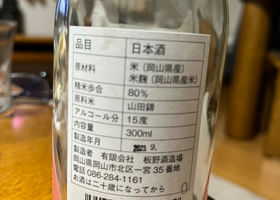 品目 日本酒
原材料 米（岡山県産）
米麹（岡山県産米）
精米歩合 80％
原料米 山田錦
アルコール分 15度
内容量 300ml
製造年月 2021. 9.
製造者 有限会社 板野酒造場
岡山県岡山市北区一宮35番地
電話 086-284-1161
お酒は二十歳になってから